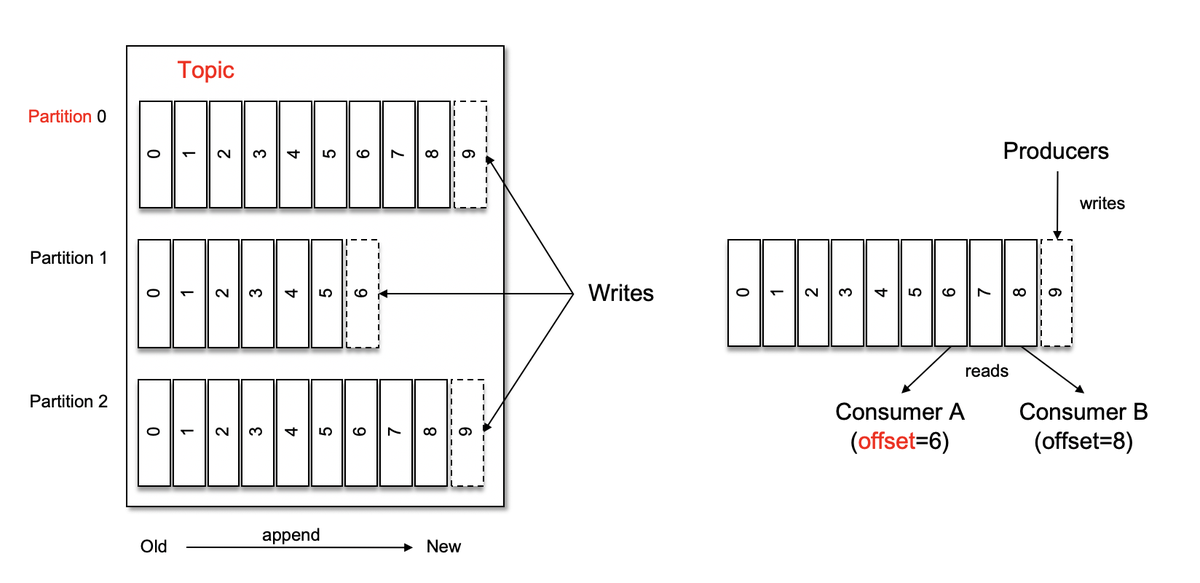 Topic
Partition 0
0 1 2 3 4 5 6 7 8 9
Partition 1
0 1 2 3 4 5 6
Partition 2
0 1 2 3 4 5 6 7 8 9
Writes
Old
append
New
Producers
writes
0 1 2 3 4 5 6 7 8 9
reads
Consumer A
(offset=6)
Consumer B
(offset=8)